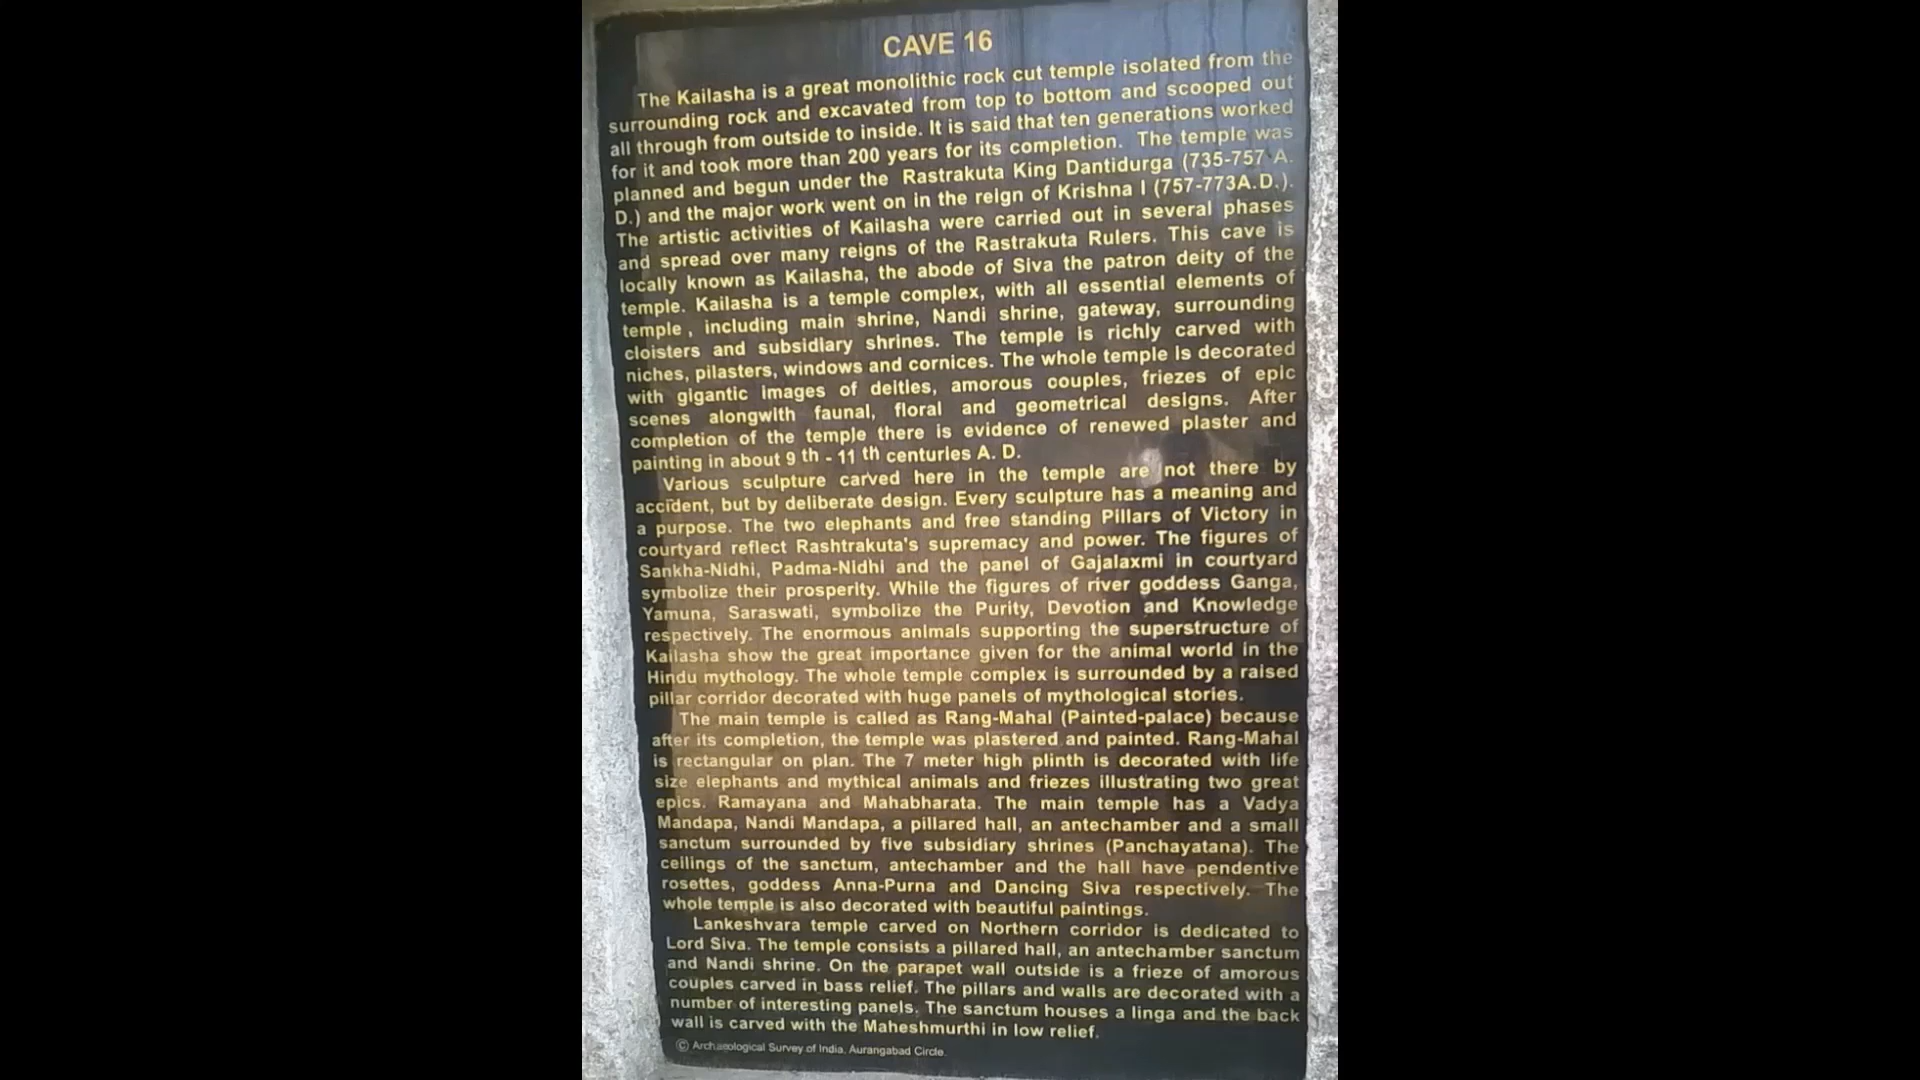 CAVE 16
The Kailasha is a great monolithic rock cut temple isolated from the
surrounding rock and excavated from top to bottom and scooped out
all through from outside to inside. It is said that ten generations worked
for it and took more than 200 years for its completion. The temple was
planned and begun under the Rastrakuta King Dantidurga (735-757 A.
D.) and the major work went on in the reign of Krishna I (757-773A.D.).
The artistic activities of Kailasha were carried out in several phases
and spread over many reigns of the Rastrakuta Rulers. This cave is
locally known as Kailasha, the abode of Siva the patron deity of the
temple. Kailasha is a temple complex, with all essential elements of
temple, including main shrine, Nandi shrine, gateway, surrounding
cloisters and subsidiary shrines. The temple is richly carved with
niches, pilasters, windows and cornices. The whole temple is decorated
with gigantic images of deities, amorous couples, friezes of epic
scenes alongwith faunal, floral and geometrical designs. After
completion of the temple there is evidence of renewed plaster and
painting in about 9 th - 11 th centuries A. D.
Various sculpture carved here in the temple are not there by
accident, but by deliberate design. Every sculpture has a meaning and
a purpose. The two elephants and free standing Pillars of Victory in
courtyard reflect Rashtrakuta's supremacy and power. The figures of
Sankha-Nidhi, Padma-Nidhi and the panel of Gajalaxmi in courtyard
symbolize their prosperity. While the figures of river goddess Ganga,
Yamuna, Saraswati, symbolize the Purity, Devotion and Knowledge
respectively. The enormous animals supporting the superstructure of
Kailasha show the great importance given for the animal world in the
Hindu mythology. The whole temple complex is surrounded by a raised
pillar corridor decorated with huge panels of mythological stories.
The main temple is called as Rang-Mahal (Painted-palace) because
after its completion, the temple was plastered and painted. Rang-Mahal
is rectangular on plan. The 7 meter high plinth is decorated with life
size elephants and mythical animals and friezes illustrating two great
epics. Ramayana and Mahabharata. The main temple has a Vadya
Mandapa, Nandi Mandapa, a pillared hall, an antechamber and a small
sanctum surrounded by five subsidiary shrines (Panchayatana). The
ceilings of the sanctum, antechamber and the hall have pendentive
rosettes, goddess Anna-Purna and Dancing Siva respectively. The
whole temple is also decorated with beautiful paintings.
Lankeshvara temple carved on Northern corridor is dedicated to
Lord Siva. The temple consists a pillared hall, an antechamber sanctum
and Nandi shrine. On the parapet wall outside is a frieze of amorous
couples carved in bass relief. The pillars and walls are decorated with a
number of interesting panels. The sanctum houses a linga and the back
wall is carved with the Maheshmurthi in low relief.
© Archaeological Survey of India, Aurangabad Circle.